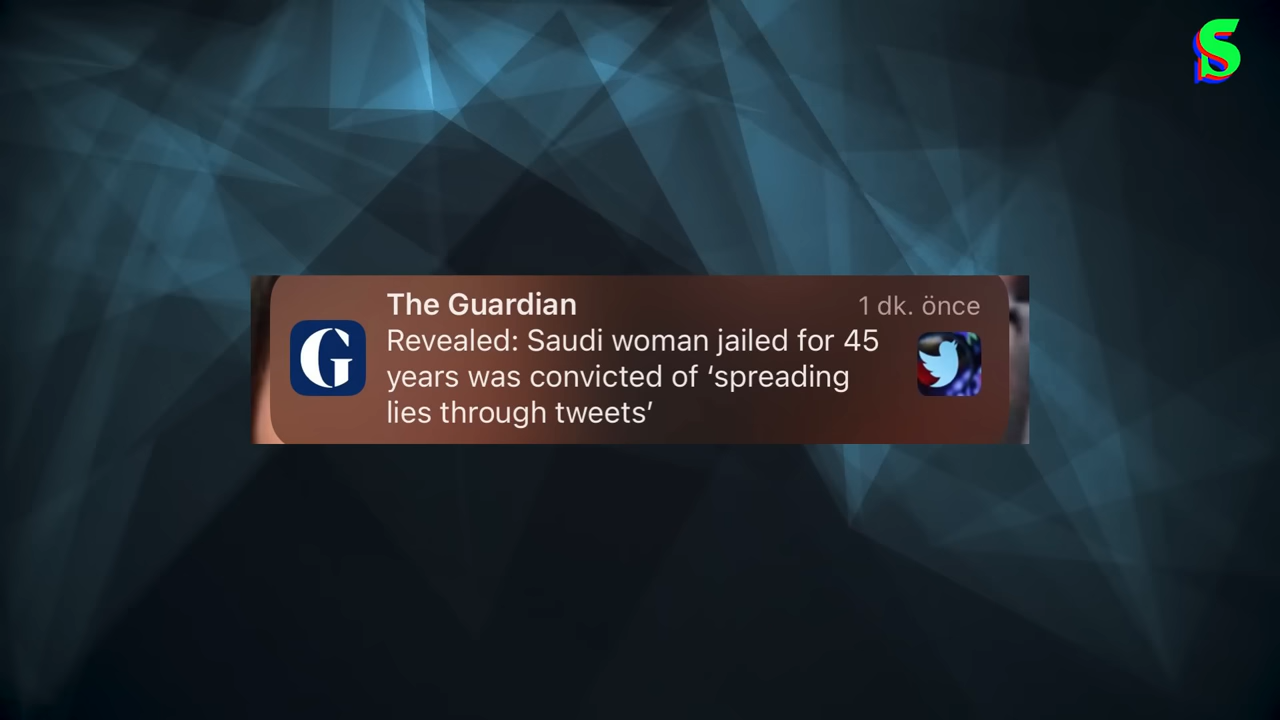 S
The Guardian
1 dk. önce
Revealed: Saudi woman jailed for 45
years was convicted of ‘spreading
lies through tweets’
G